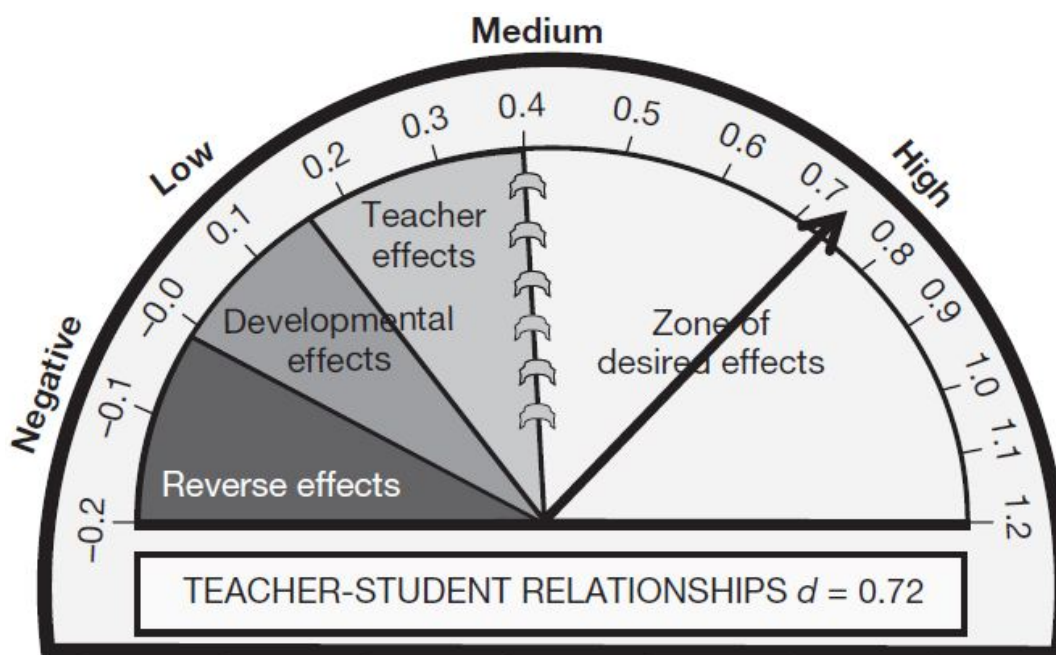 Medium
Low
High
Negative
−0.2
−0.1
−0.0
0.1
0.2
0.3
0.4
0.5
0.6
0.7
0.8
0.9
1.0
1.1
1.2
Teacher
effects
Developmental
effects
Reverse effects
Zone of
desired effects
TEACHER-STUDENT RELATIONSHIPS d = 0.72